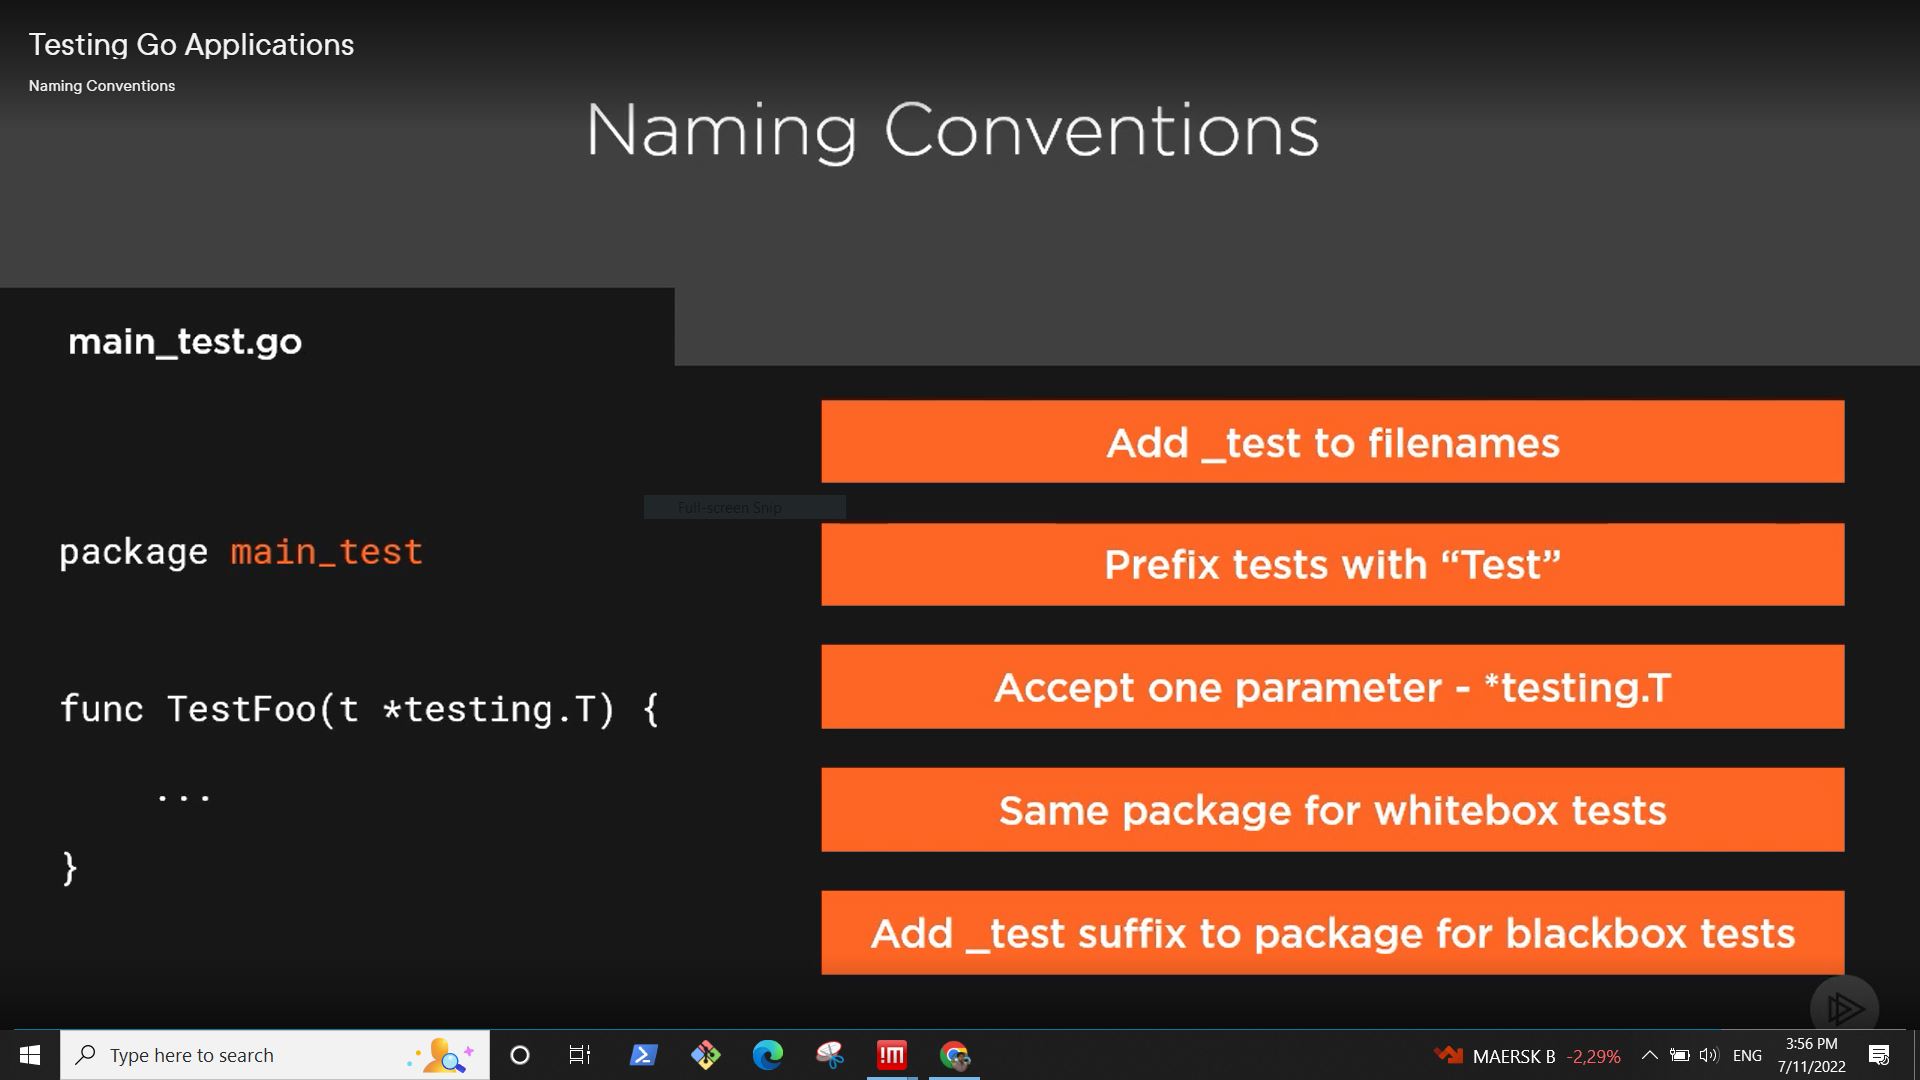 Testing Go Applications
Naming Conventions
Naming Conventions
main_test.go
package main_test
func TestFoo(t *testing.T) {
...
}
Full-screen Snip
Add _test to filenames
Prefix tests with “Test”
Accept one parameter - *testing.T
Same package for whitebox tests
Add _test suffix to package for blackbox tests
Type here to search
!M
MAERSK B -2,29%
ENG
3:56 PM
7/11/2022